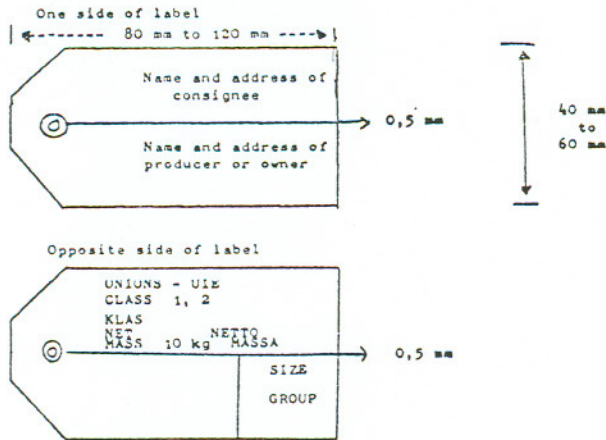 One side of label
80 mm to 120 mm
Name and address of
consignee
0,5 mm
Name and address of
producer or owner
40 mm
to
60 mm
Opposite side of label
UNIONS - UIE
CLASS 1, 2
KLAS
NET NETTO
MASS 10 kg MASSA
0,5 mm
SIZE
GROUP